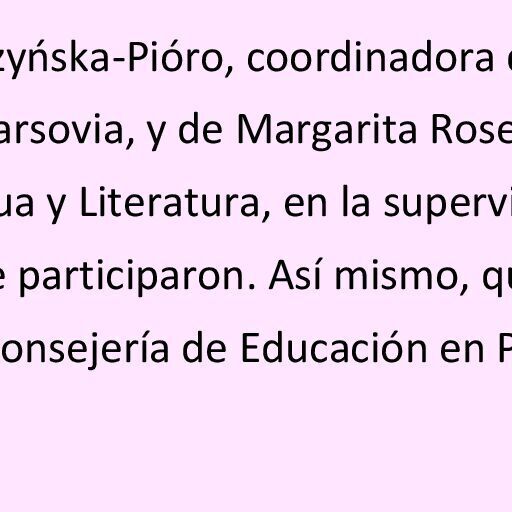 zyńska-Pióro, coordinadora
arsovia, y de Margarita Rose
ua y Literatura, en la supervi
e participaron. Así mismo, qu
onsejería de Educación en P